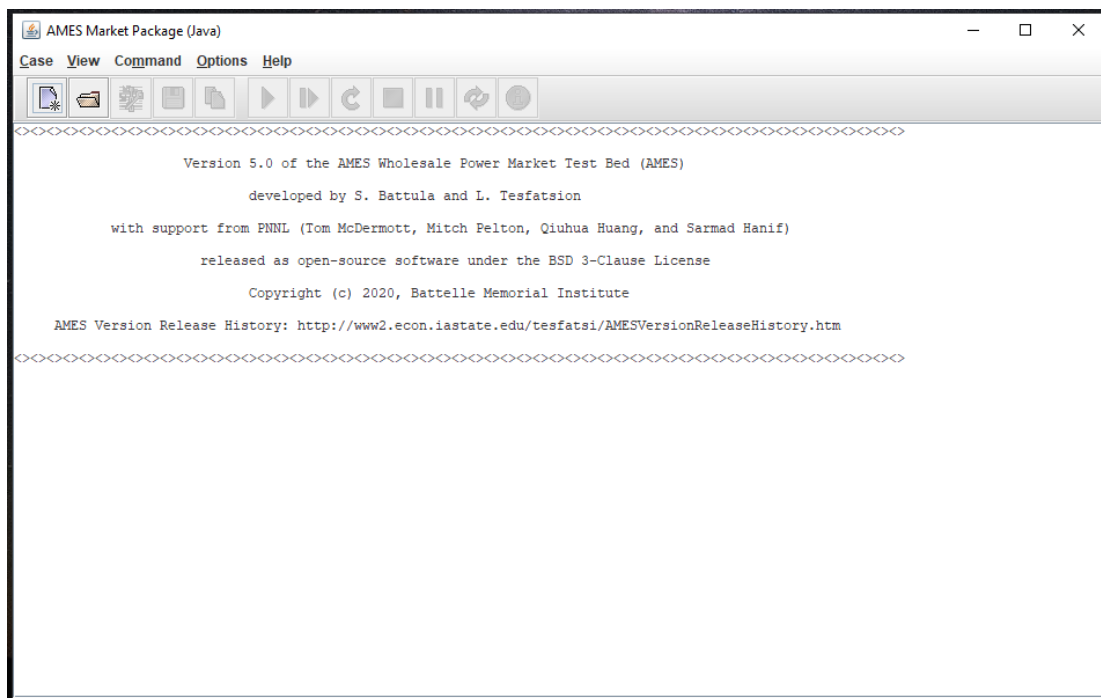 AMES Market Package (Java)
Case View Command Options Help
<><><><><><><><><><><><><><><><><><><><><><><><><><><><><><><><><><><><><><><><><><><><><><><><><><><><><><><>
Version 5.0 of the AMES Wholesale Power Market Test Bed (AMES)
developed by S. Battula and L. Tesfatsion
with support from PNNL (Tom McDermott, Mitch Pelton, Qiuhua Huang, and Sarmad Hanif)
released as open-source software under the BSD 3-Clause License
Copyright (c) 2020, Battelle Memorial Institute
AMES Version Release History: http://www2.econ.iastate.edu/tesfatsi/AMESVersionReleaseHistory.htm
<><><><><><><><><><><><><><><><><><><><><><><><><><><><><><><><><><><><><><><><><><><><><><><><><><><><><><><>